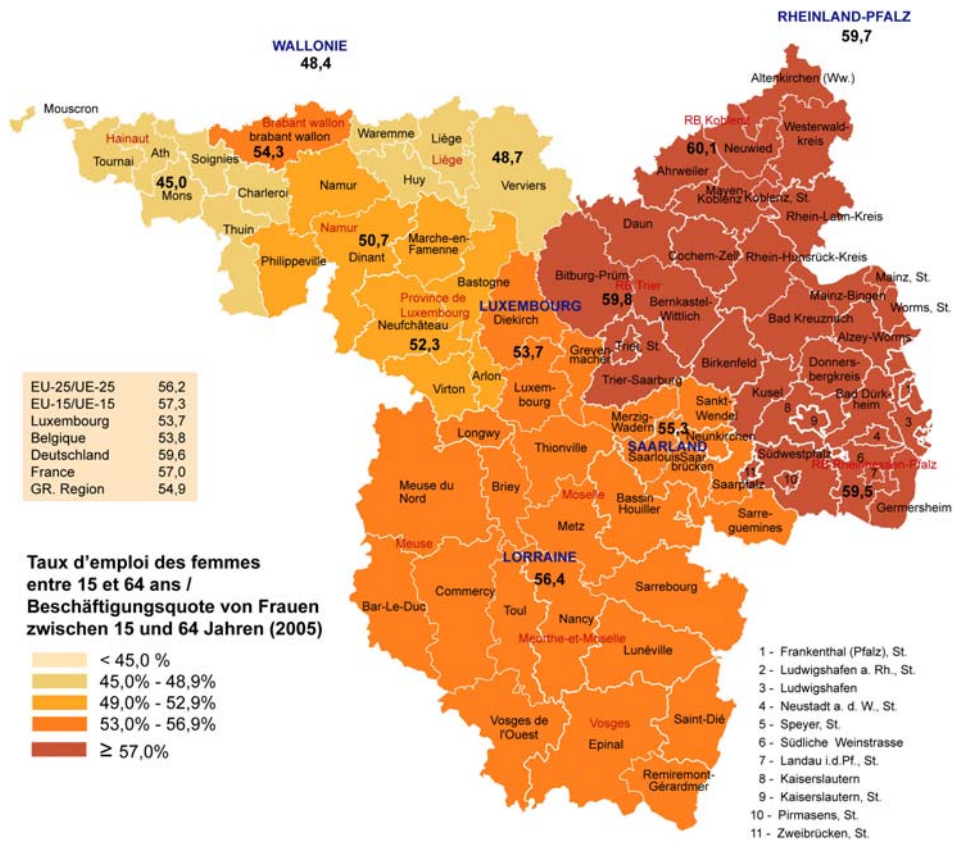 RHEINLAND-PFALZ
59,7
WALLONIE
48,4
Altenkirchen (Ww.)
Mouscron
Brabant wallon
brabant wallon
54,3
Hainaut
Tournai
Ath
Soignies
45,0
Mons
Charleroi
Thuin
Waremme
Liège
Liège
Huy
48,7
Verviers
RB Koblenz
60,1
Neuwied
Westerwald-
kreis
Ahrweiler
Mayen-
Koblenz
Koblenz, St.
Rhein-Lahn-Kreis
Namur
Namur
50,7
Dinant
Philippeville
Marche-en-
Famenne
Daun
Cochem-Zell
Rhein-Hunsrück-Kreis
Bastogne
Bitburg-Prüm
RB Trier
59,8
Bernkastel-
Wittlich
Mainz, St.
Mainz-Bingen
Worms, St.
Bad Kreuznach
Alzey-Worms
Province de
Luxembourg
Neufchâteau
52,3
Virton
Arlon
LUXEMBOURG
Diekirch
53,7
Greven-
macher
Luxem-
bourg
Trier, St.
Trier-Saarburg
Birkenfeld
Donners-
bergkreis
Kusel
Bad Dürk-
heim
1
8
9
3
4
6
7
Südwestpfalz
RB Rheinhessen-Pfalz
10
11
59,5
Germersheim
EU-25/UE-25 56,2
EU-15/UE-15 57,3
Luxembourg 53,7
Belgique 53,8
Deutschland 59,6
France 57,0
GR. Region 54,9
Merzig-
Wadern
Sankt-
Wendel
55,3
Neunkirchen
SAARLAND
Saarlouis
Saar
brücken
Saarpfalz
Longwy
Thionville
Meuse du
Nord
Briey
Moselle
Bassin
Houiller
Metz
Sarre-
guemines
Meuse
LORRAINE
56,4
Bar-Le-Duc
Commercy
Toul
Nancy
Sarrebourg
Meurthe-et-Moselle
Lunéville
Vosges de
l'Ouest
Vosges
Epinal
Saint-Dié
Remiremont-
Gérardmer
Taux d'emploi des femmes
entre 15 et 64 ans /
Beschäftigungsquote von Frauen
zwischen 15 und 64 Jahren (2005)
< 45,0 %
45,0% - 48,9%
49,0% - 52,9%
53,0% - 56,9%
≥ 57,0%
1 - Frankenthal (Pfalz), St.
2 - Ludwigshafen a. Rh., St.
3 - Ludwigshafen
4 - Neustadt a. d. W., St.
5 - Speyer, St.
6 - Südliche Weinstrasse
7 - Landau i.d.Pf., St.
8 - Kaiserslautern
9 - Kaiserslautern, St.
10 - Pirmasens, St.
11 - Zweibrücken, St.